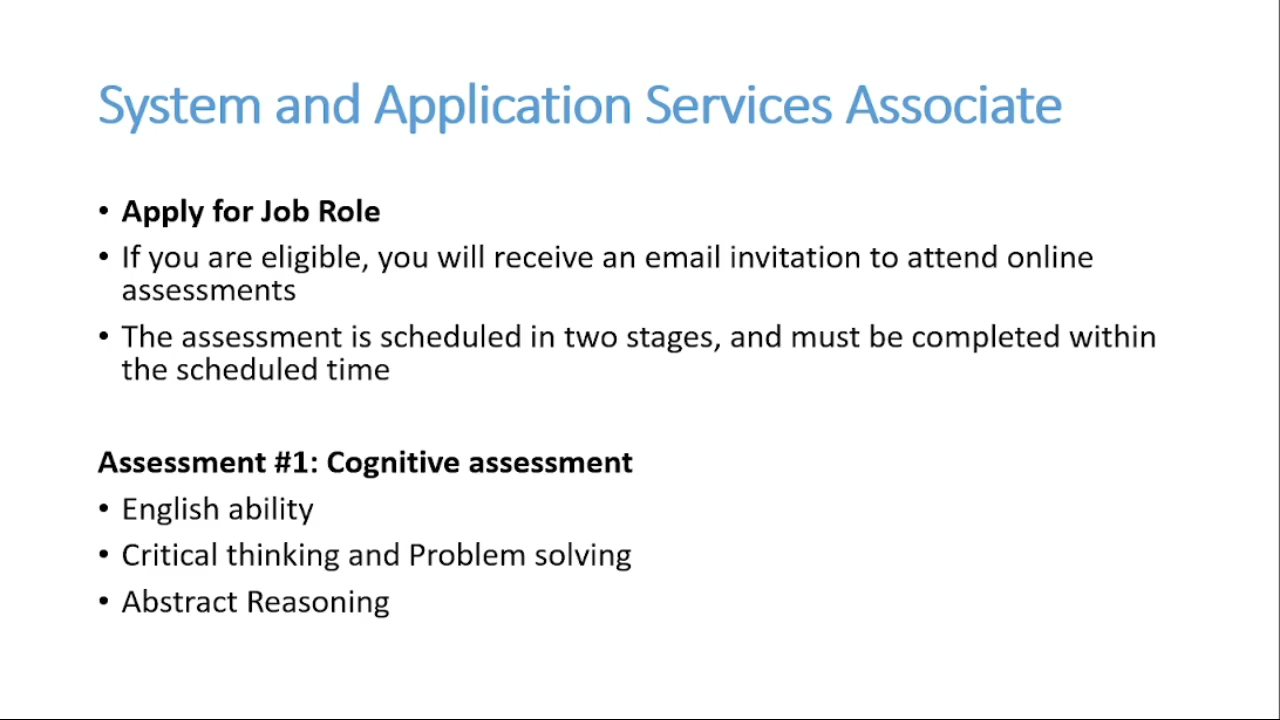 System and Application Services Associate
• Apply for Job Role
• If you are eligible, you will receive an email invitation to attend online
assessments
• The assessment is scheduled in two stages, and must be completed within
the scheduled time
Assessment #1: Cognitive assessment
• English ability
• Critical thinking and Problem solving
• Abstract Reasoning